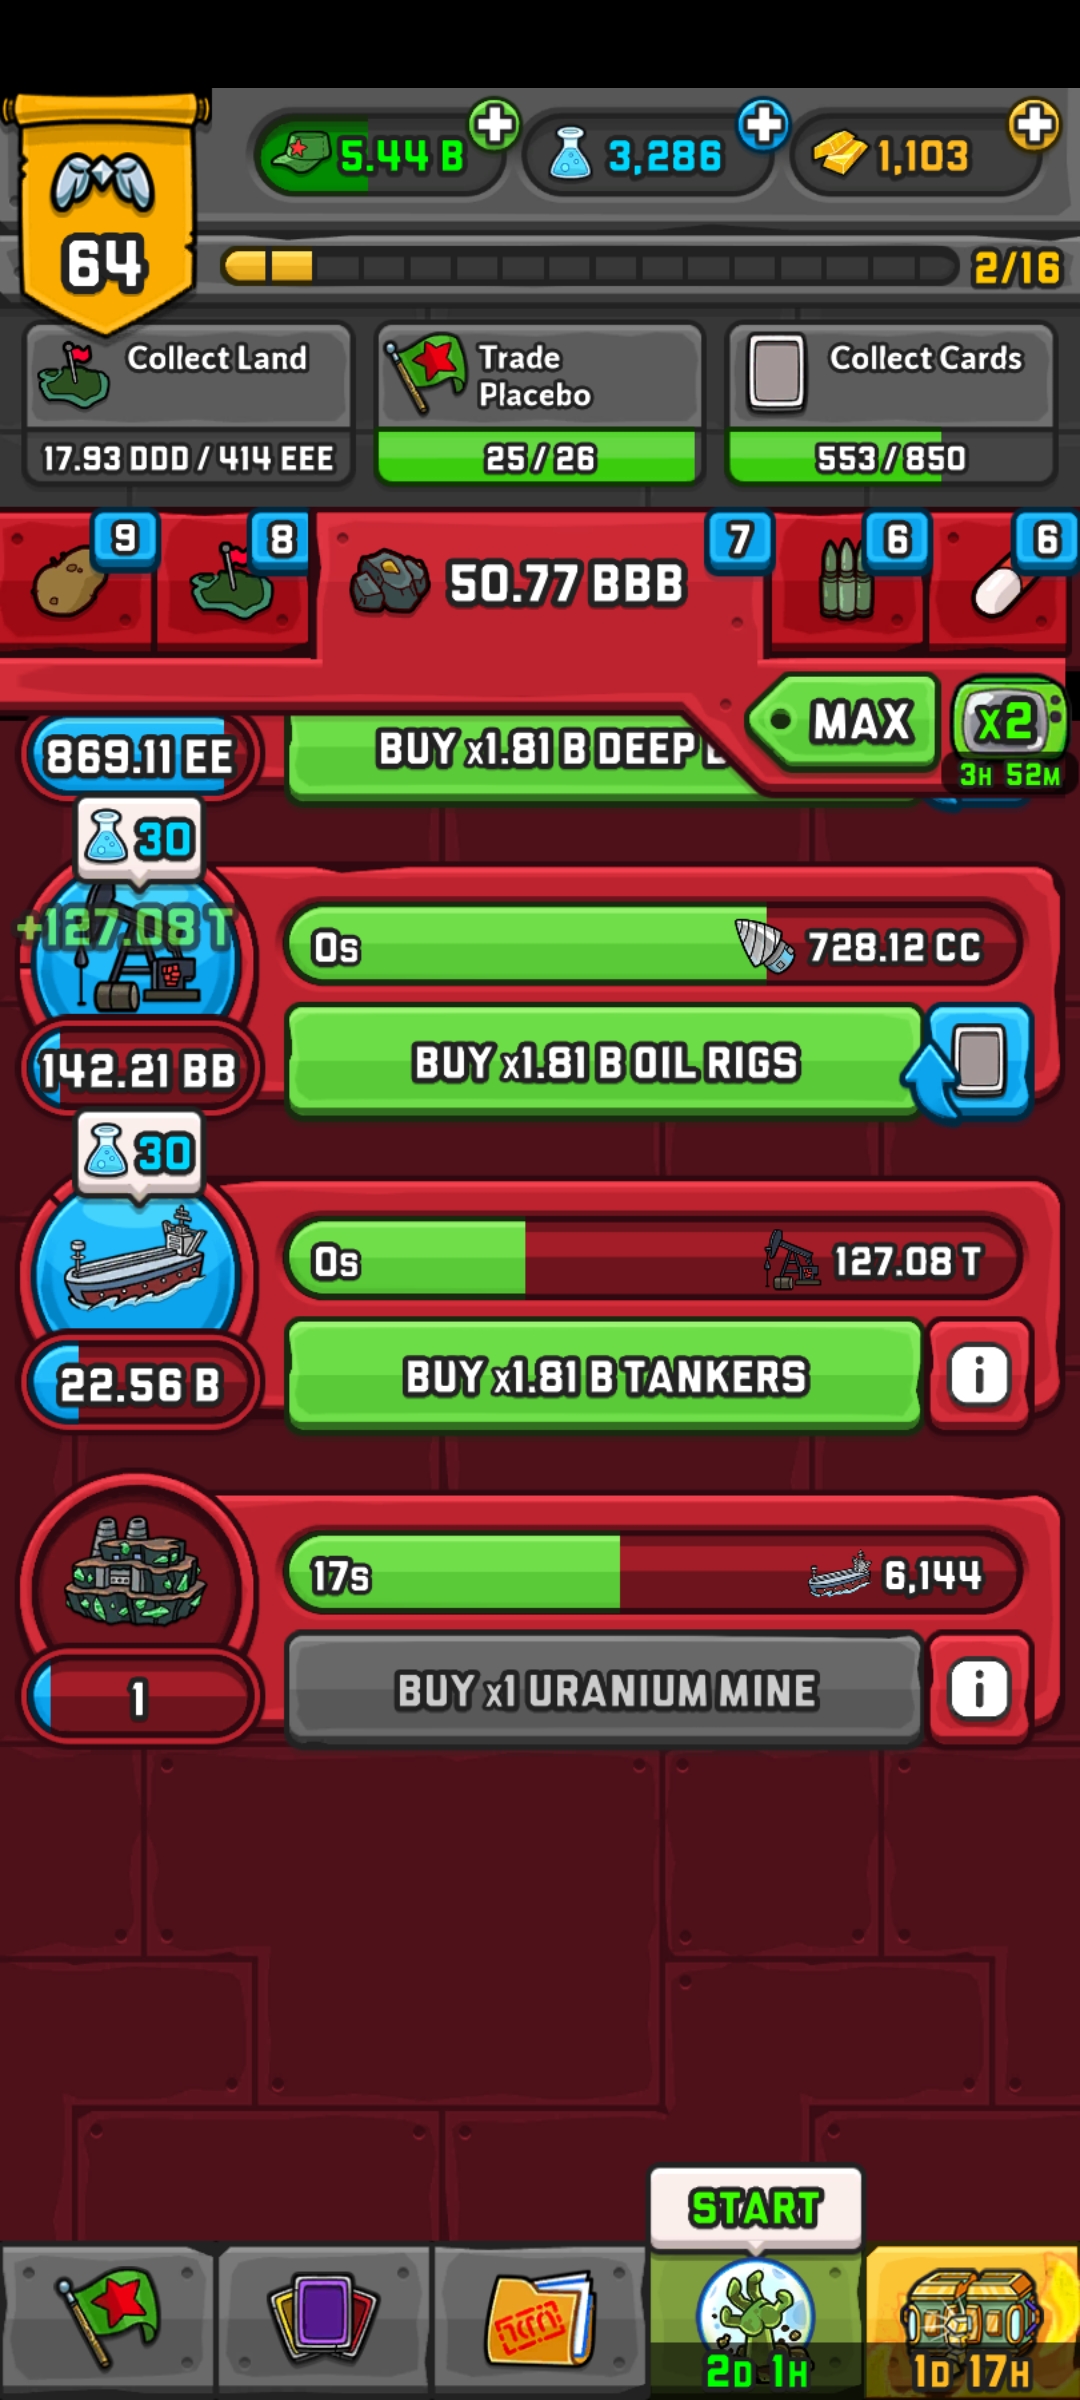 64
5.44 B
3,286
1,103
2/16
Collect Land
17.93 DDD / 414 EEE
Trade
Placebo
25/26
Collect Cards
553/850
9
8
50.77 BBB
7
6
6
MAX
x2
3H 52M
869.11 EE
BUY x1.81 B DEEP
30
+127.08 T
0s
728.12 CC
142.21 BB
BUY x1.81 B OIL RIGS
30
0s
127.08 T
22.56 B
BUY x1.81 B TANKERS
i
17s
6,144
1
BUY x1 URANIUM MINE
i
START
2D 1H
1D 17H